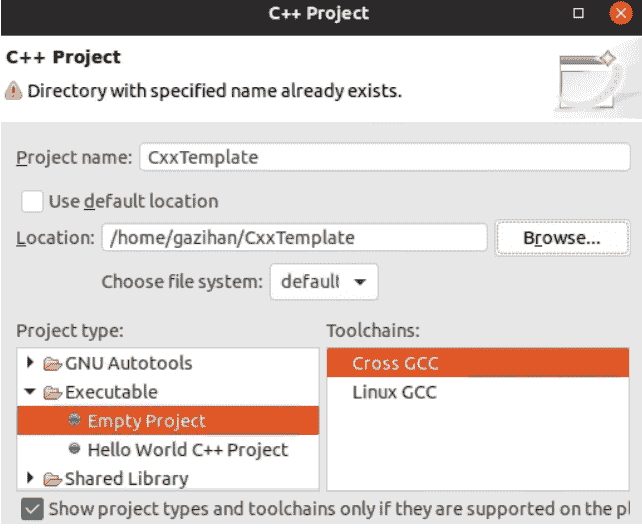 C++ Project
C++ Project
Directory with specified name already exists.
Project name: CxxTemplate
Use default location
Location: /home/gazihan/CxxTemplate Browse...
Choose file system: default
Project type: Toolchains:
GNU Autotools Cross GCC
Executable Linux GCC
Empty Project
Hello World C++ Project
Shared Library
Show project types and toolchains only if they are supported on the pl